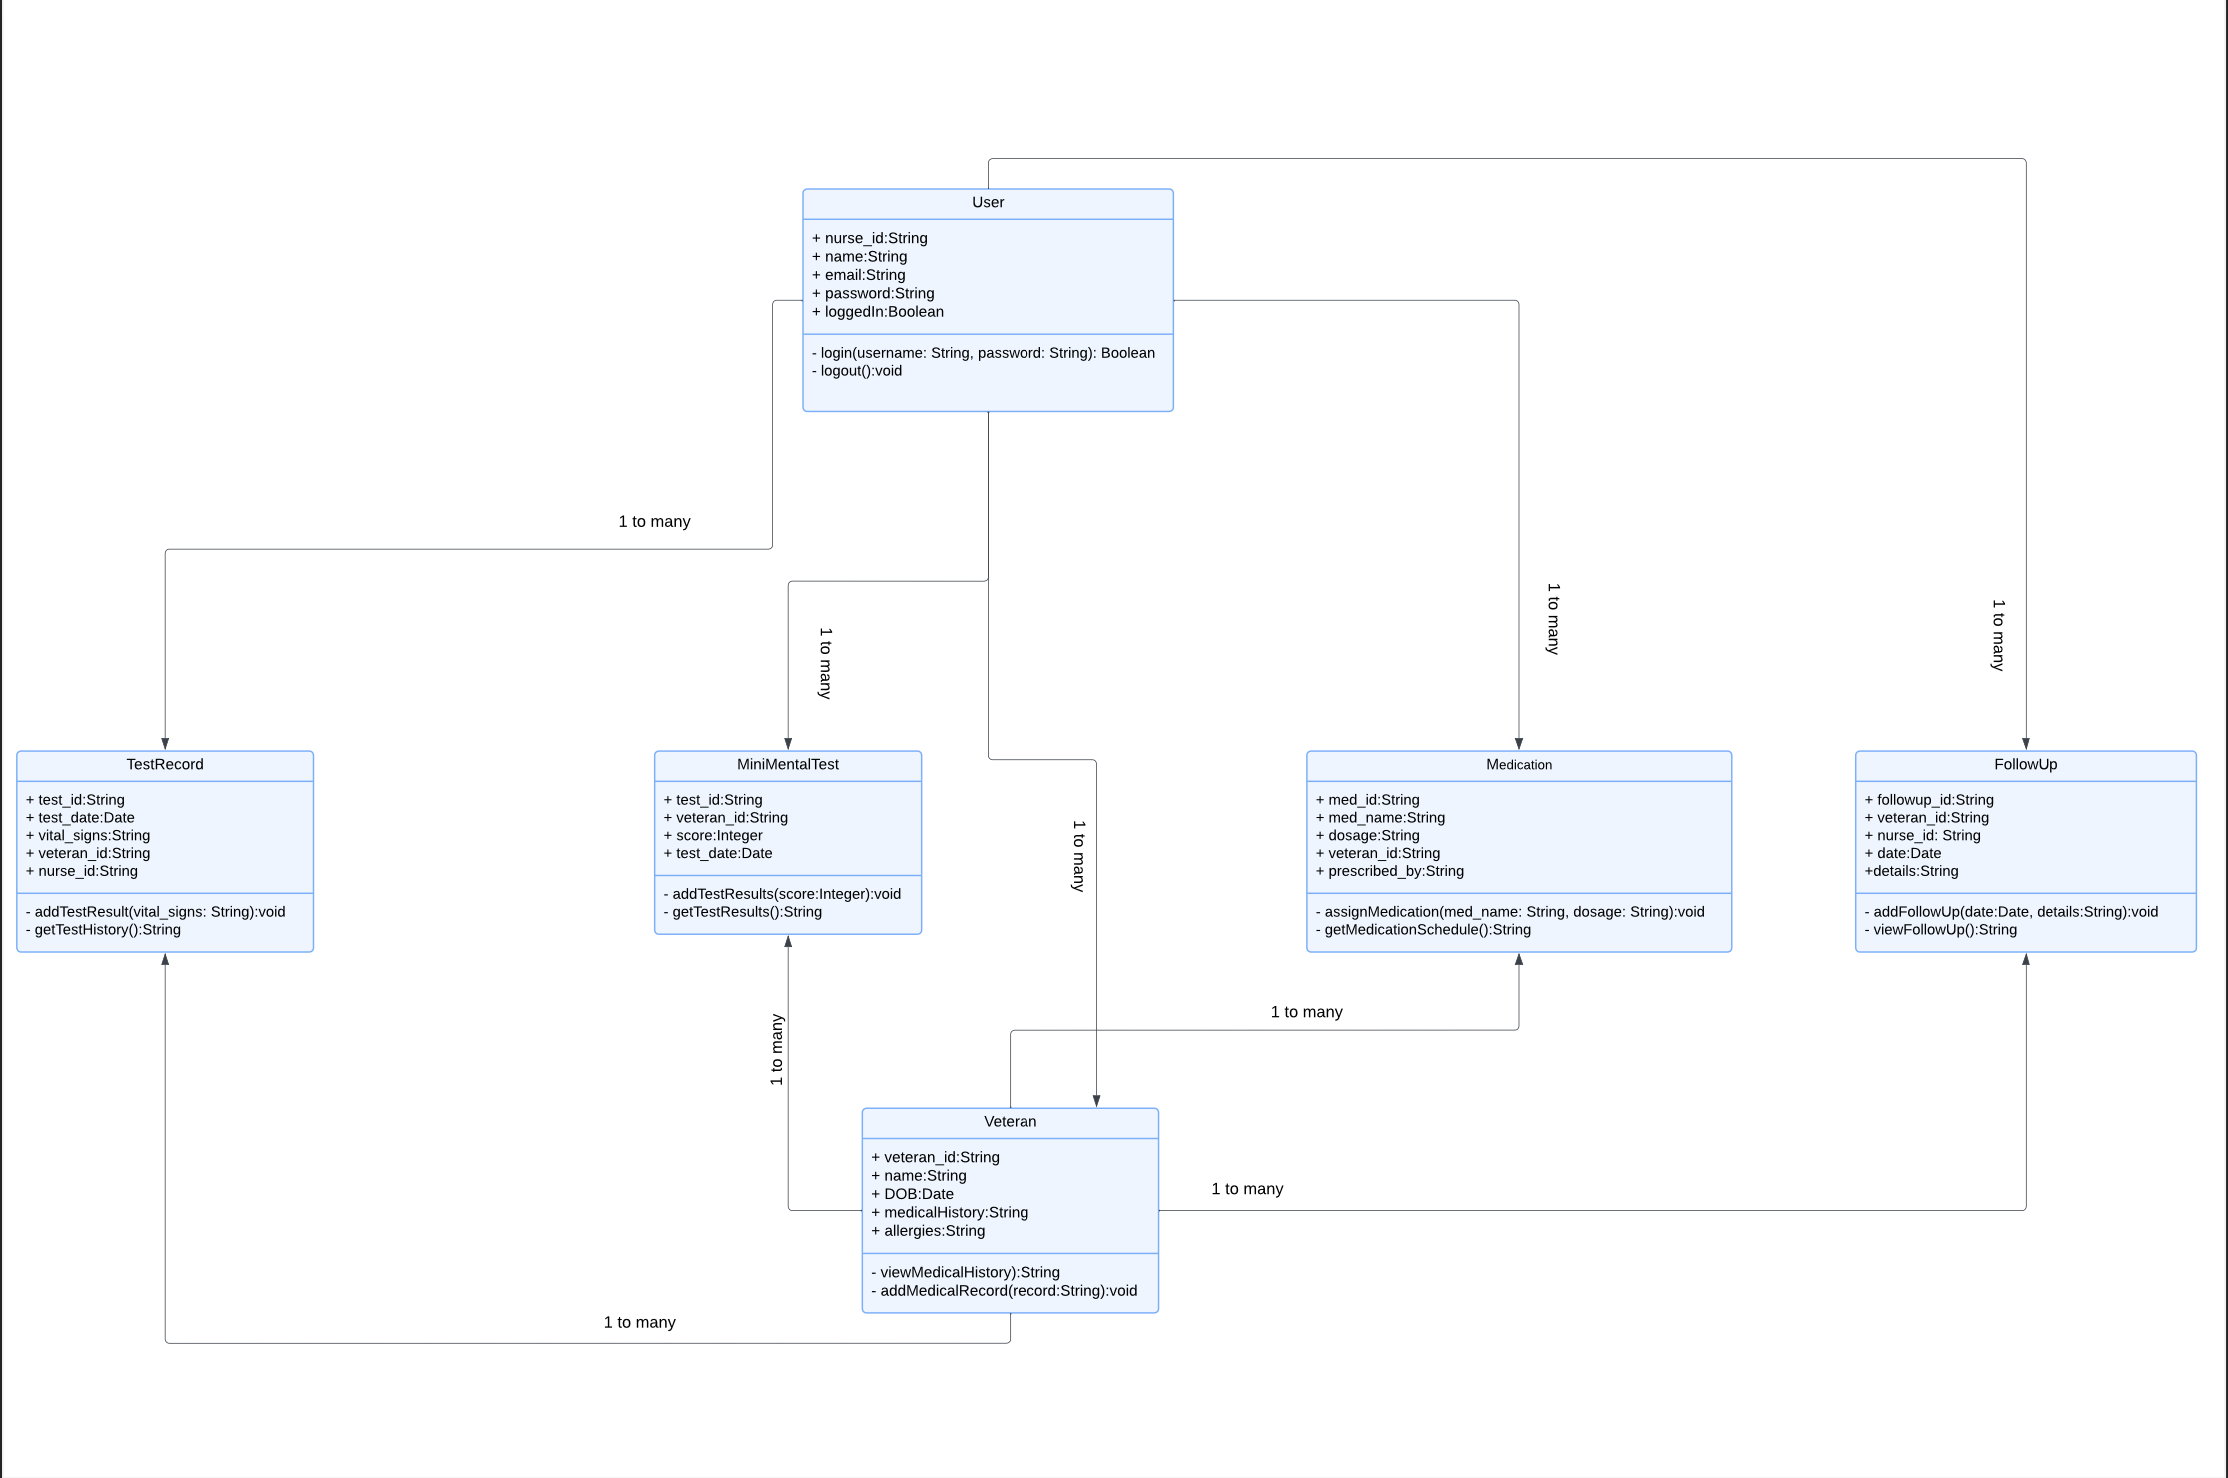 User
+ nurse_id:String
+ name:String
+ email:String
+ password:String
+ loggedIn:Boolean
- login(username: String, password: String): Boolean
- logout():void
1 to many
1 to many
1 to many
1 to many
TestRecord
+ test_id:String
+ test_date:Date
+ vital_signs:String
+ veteran_id:String
+ nurse_id:String
- addTestResult(vital_signs: String):void
- getTestHistory():String
MiniMentalTest
+ test_id:String
+ veteran_id:String
+ score:Integer
+ test_date:Date
- addTestResults(score:Integer):void
- getTestResults():String
1 to many
Medication
+ med_id:String
+ med_name:String
+ dosage:String
+ veteran_id:String
+ prescribed_by:String
- assignMedication(med_name: String, dosage: String):void
- getMedicationSchedule():String
FollowUp
+ followup_id:String
+ veteran_id:String
+ nurse_id: String
+ date:Date
+details:String
- addFollowUp(date:Date, details:String):void
- viewFollowUp():String
1 to many
1 to many
Veteran
+ veteran_id:String
+ name:String
+ DOB:Date
+ medicalHistory:String
+ allergies:String
- viewMedicalHistory):String
- addMedicalRecord(record:String):void
1 to many
1 to many